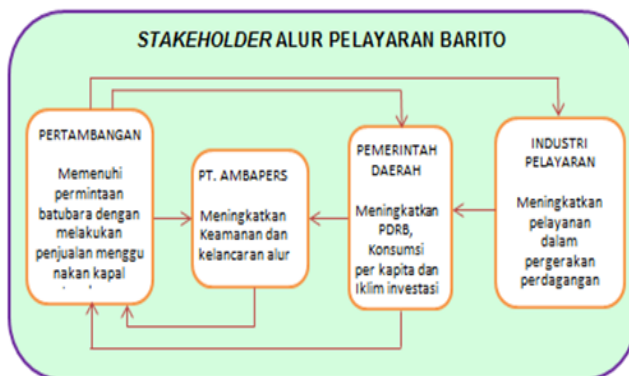 STAKEHOLDER ALUR PELAYARAN BARITO
PERTAMBANGAN
Memenuhi
permintaan
batubara dengan
melakukan
penjualan menggu
nakan kapal
PT. AMBAPERS
Meningkatkan
Keamanan dan
kelancaran alur
PEMERINTAH
DAERAH
Meningkatkan
PDRB,
Konsumsi
per kapita dan
Iklim investasi
INDUSTRI
PELAYARAN
Meningkatkan
pelayanan
dalam
pergerakan
perdagangan